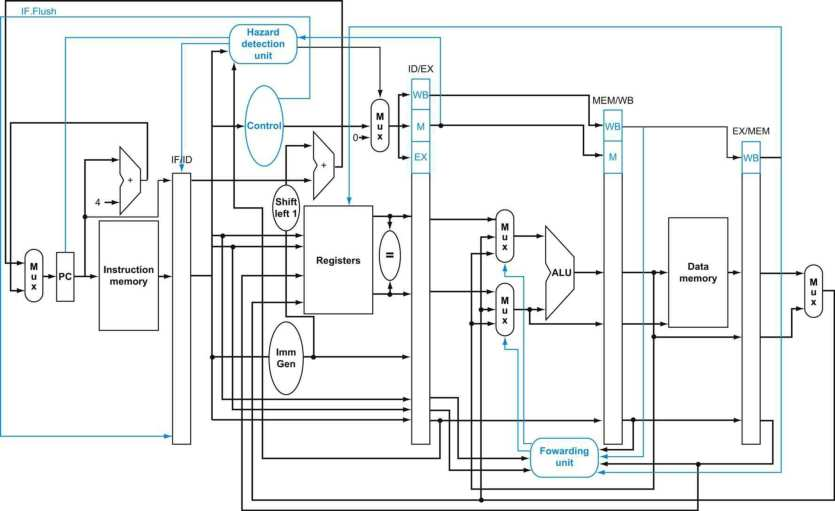 IF.Flush
Hazard
detection
unit
ID/EX
WB
MEM/WB
Control
M
u
x
M
WB
EX/MEM
0
WB
IF/ID
+
+
EX
M
4
Shift
left 1
M
u
x
M
u
x
PC
Instruction
memory
Registers
=
ALU
Data
memory
M
u
x
M
u
x
Imm
Gen
Fowarding
unit